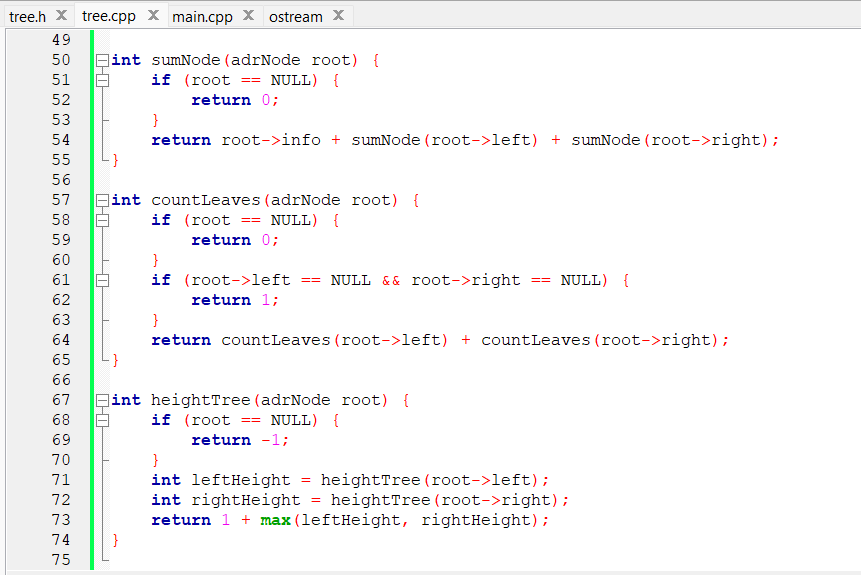 tree.h X tree.cpp X main.cpp X ostream X
49
50 int sumNode(adrNode root) {
51     if (root == NULL) {
52         return 0;
53     }
54     return root->info + sumNode(root->left) + sumNode(root->right);
55 }
56
57 int countLeaves(adrNode root) {
58     if (root == NULL) {
59         return 0;
60     }
61     if (root->left == NULL && root->right == NULL) {
62         return 1;
63     }
64     return countLeaves(root->left) + countLeaves(root->right);
65 }
66
67 int heightTree(adrNode root) {
68     if (root == NULL) {
69         return -1;
70     }
71     int leftHeight = heightTree(root->left);
72     int rightHeight = heightTree(root->right);
73     return 1 + max(leftHeight, rightHeight);
74 }
75